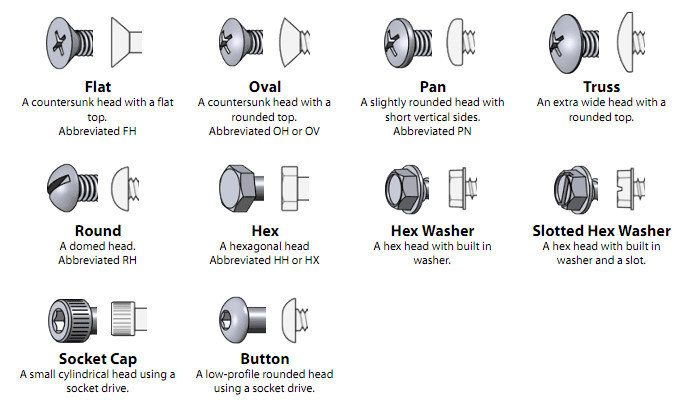 Flat
A countersunk head with a flat
top.
Abbreviated FH
Oval
A countersunk head with a
rounded top.
Abbreviated OH or OV
Pan
A slightly rounded head with
short vertical sides.
Abbreviated PN
Truss
An extra wide head with a
rounded top.
Round
A domed head.
Abbreviated RH
Hex
A hexagonal head
Abbreviated HH or HX
Hex Washer
A hex head with built in
washer.
Slotted Hex Washer
A hex head with built in
washer and a slot.
Socket Cap
A small cylindrical head using a
socket drive.
Button
A low-profile rounded head
using a socket drive.